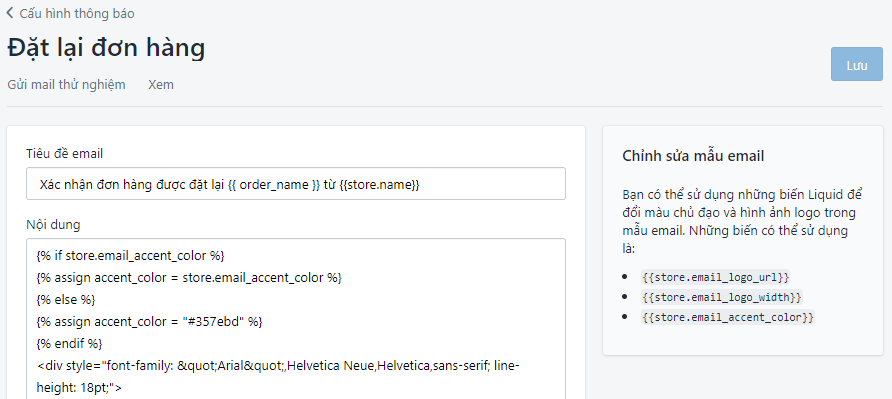 Cấu hình thông báo
Đặt lại đơn hàng
Gửi mail thử nghiệm Xem
Lưu
Tiêu đề email
Xác nhận đơn hàng được đặt lại {{ order_name }} từ {{store.name}}
Nội dung
{% if store.email_accent_color %}
{% assign accent_color = store.email_accent_color %}
{% else %}
{% assign accent_color = "#357ebd" %}
{% endif %}
<div style="font-family: &quot;Arial&quot;,Helvetica Neue,Helvetica,sans-serif; line-
height: 18pt;">
Chỉnh sửa mẫu email
Bạn có thể sử dụng những biến Liquid để
đổi màu chủ đạo và hình ảnh logo trong
mẫu email. Những biến có thể sử dụng
là:
{{store.email_logo_url}}
{{store.email_logo_width}}
{{store.email_accent_color}}